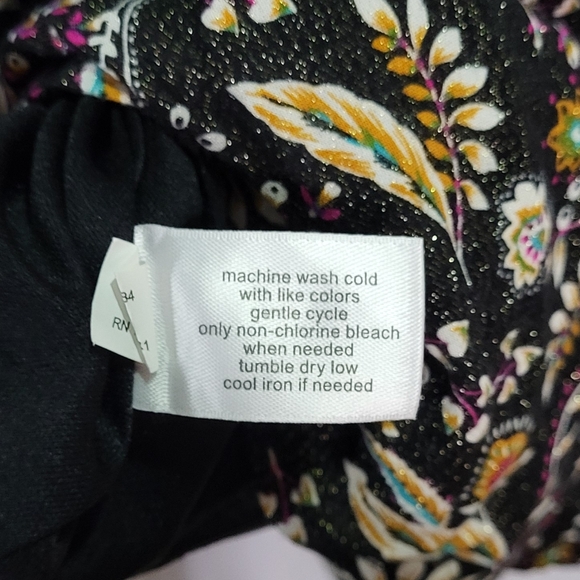 machine wash cold
with like colors
gentle cycle
only non-chlorine bleach
when needed
tumble dry low
cool iron if needed
RN